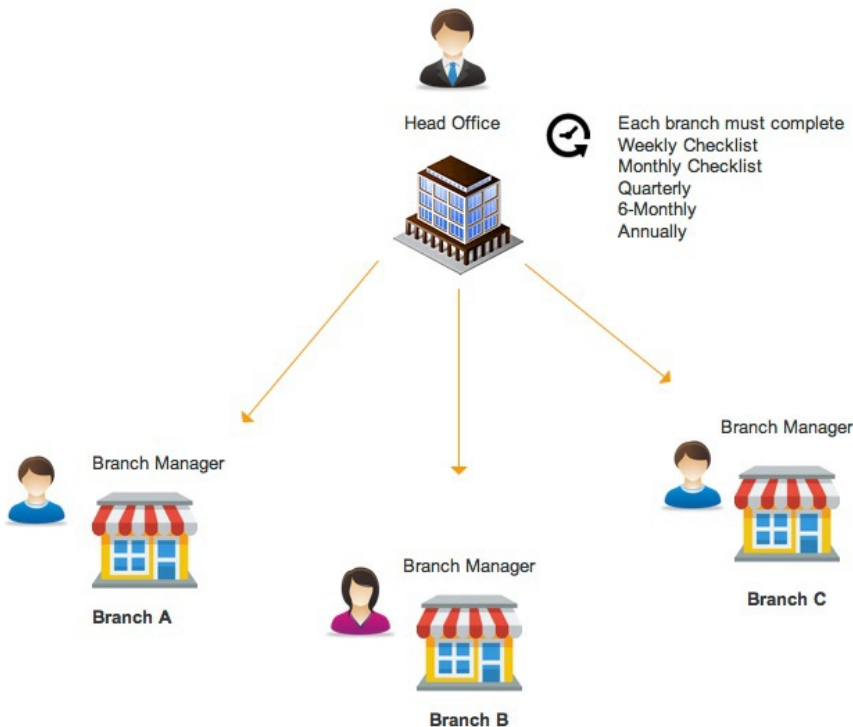 Head Office
Each branch must complete
Weekly Checklist
Monthly Checklist
Quarterly
6-Monthly
Annually
Branch Manager
Branch A
Branch Manager
Branch B
Branch Manager
Branch C